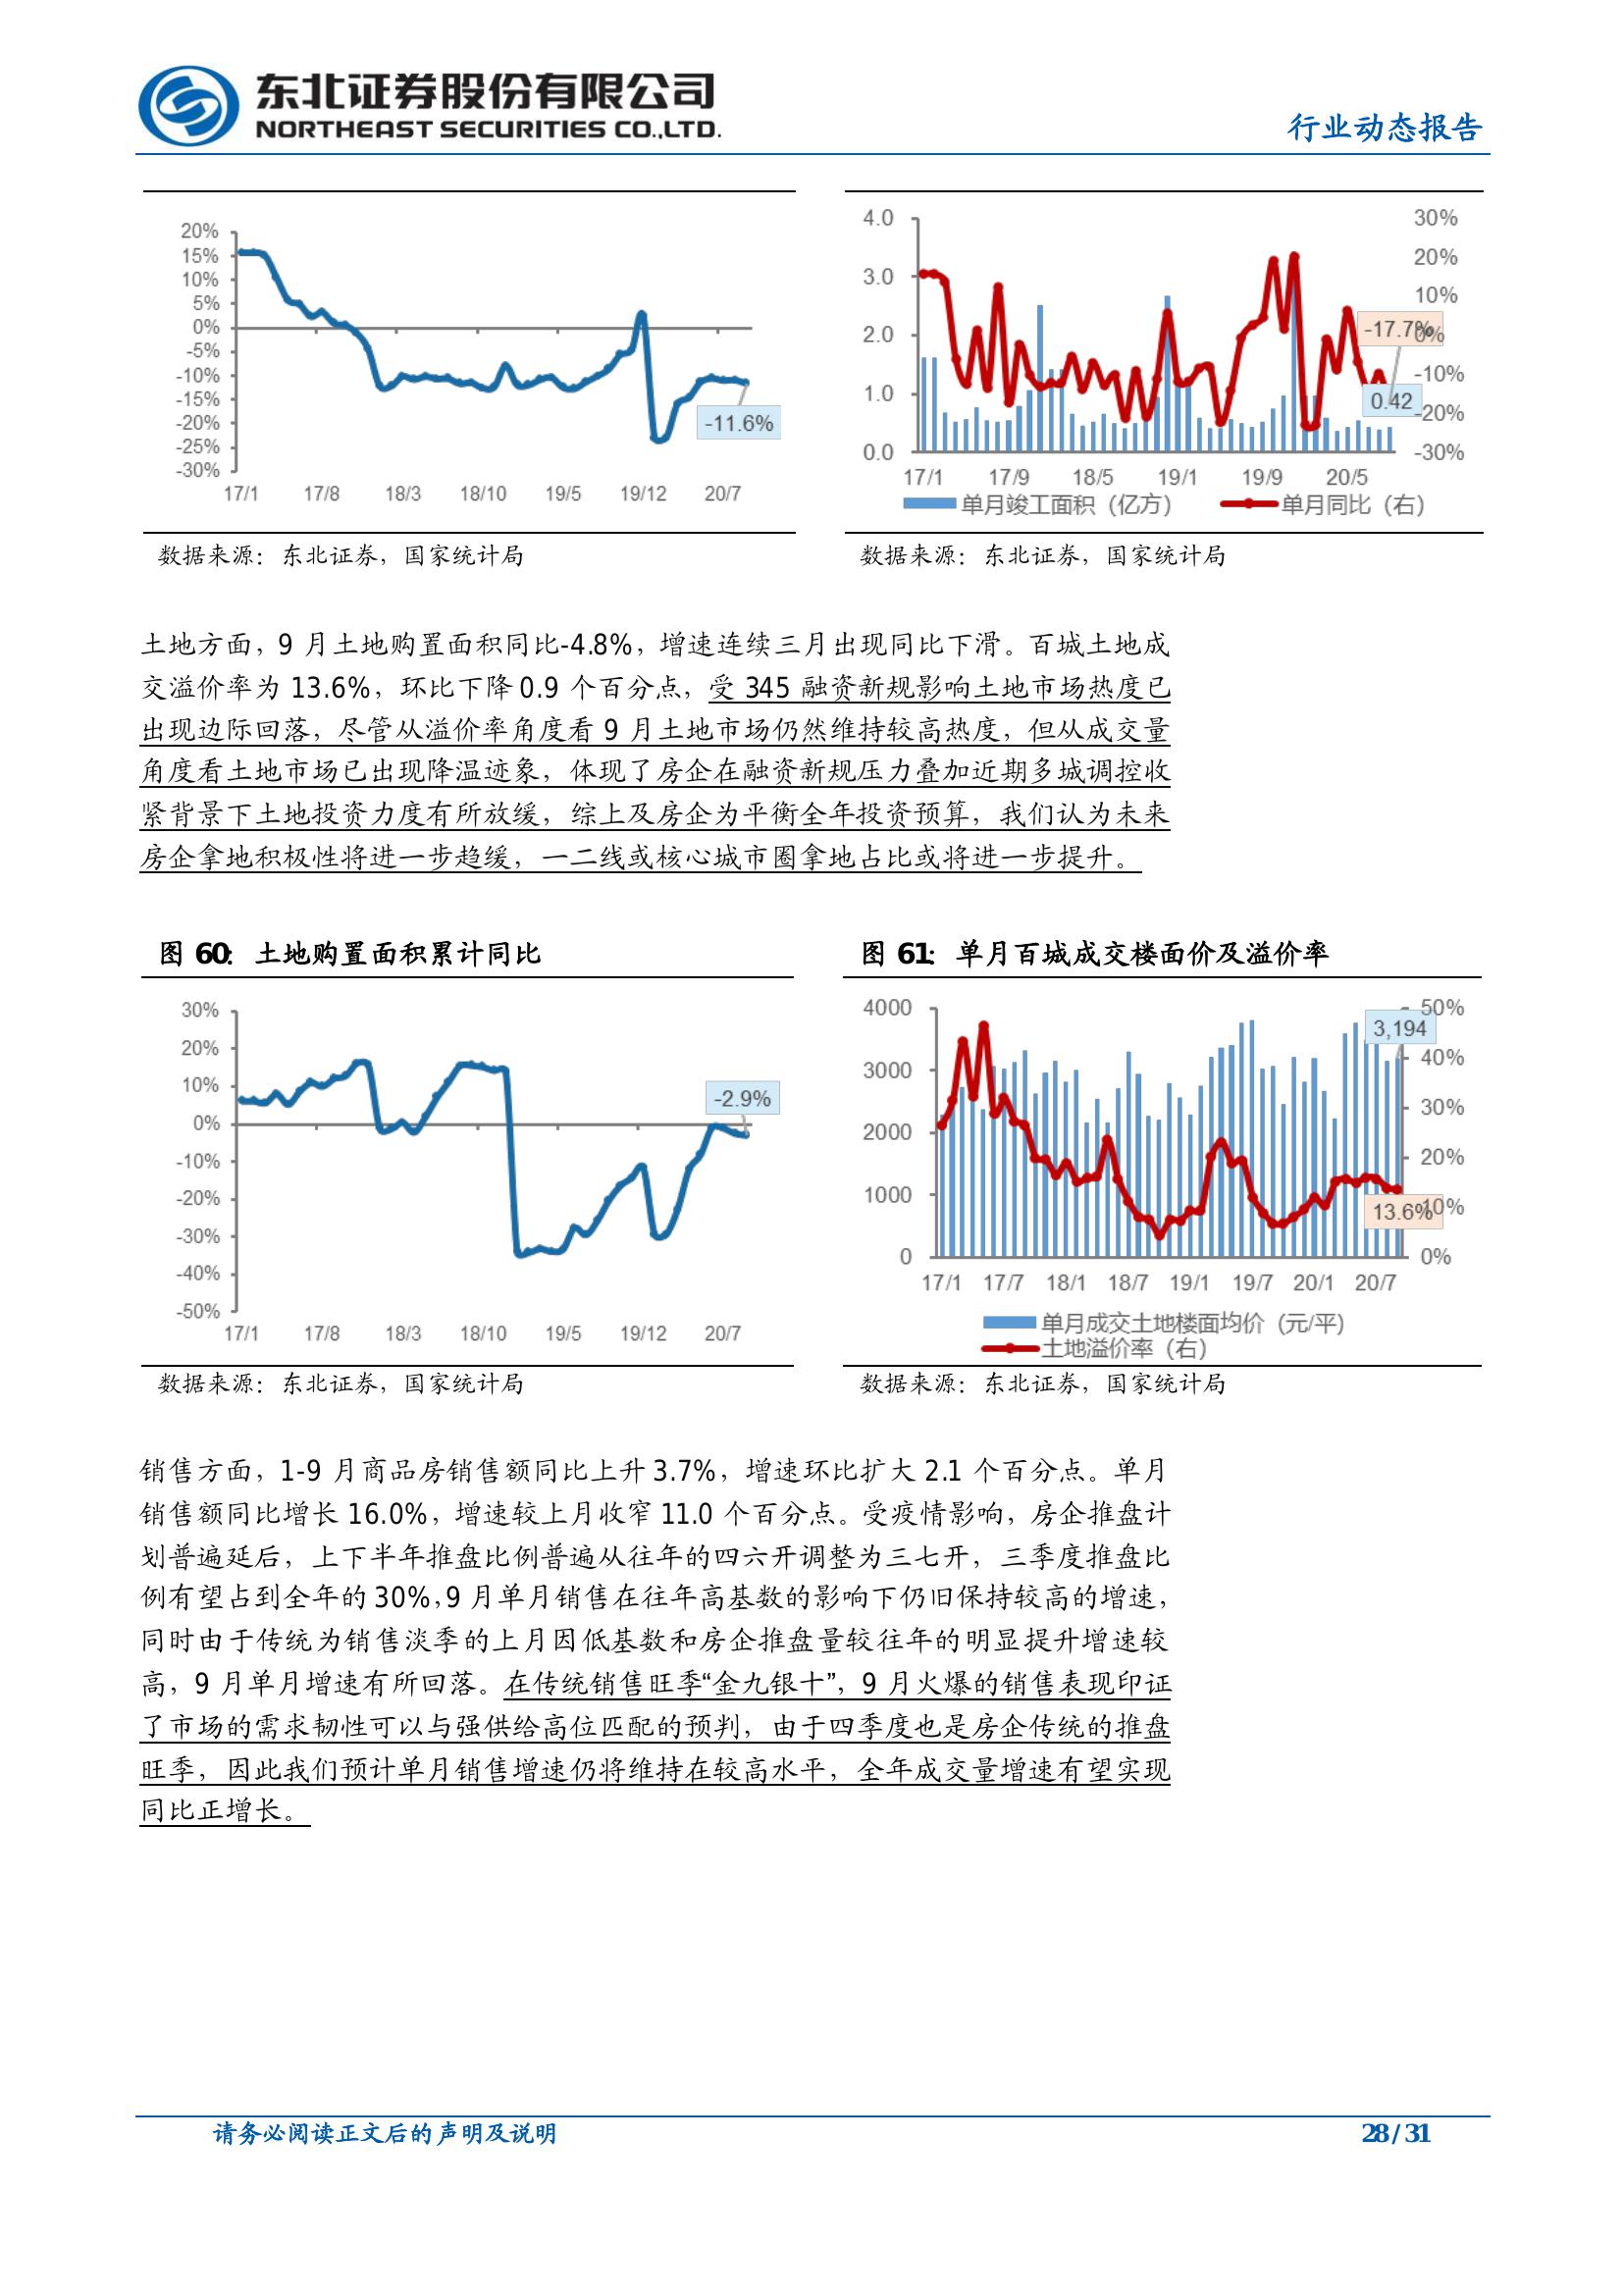 东北证券股份有限公司
NORTHEAST SECURITIES CO.,LTD.
行业动态报告
20%
15%
10%
5%
0%
-5%
-10%
-15%
-20%
-25%
-30%
-11.6%
17/1 17/8 18/3 18/10 19/5 19/12 20/7
4.0
3.0
2.0
1.0
0.0
30%
20%
10%
0%
-10%
-20%
-30%
-17.7%
0.42
17/1 17/9 18/5 19/1 19/9 20/5
单月竣工面积（亿方） 单月同比（右）
数据来源：东北证券，国家统计局
数据来源：东北证券，国家统计局
土地方面，9 月土地购置面积同比-4.8%，增速连续三月出现同比下滑。百城土地成
交溢价率为 13.6%，环比下降 0.9 个百分点，受 345 融资新规影响土地市场热度已
出现边际回落，尽管从溢价率角度看 9 月土地市场仍然维持较高热度，但从成交量
角度看土地市场已出现降温迹象，体现了房企在融资新规压力叠加近期多城调控收
紧背景下土地投资力度有所放缓，综上及房企为平衡全年投资预算，我们认为未来
房企拿地积极性将进一步趋缓，一二线或核心城市圈拿地占比或将进一步提升。
图 60：土地购置面积累计同比
30%
20%
10%
0%
-10%
-20%
-30%
-40%
-50%
-2.9%
17/1 17/8 18/3 18/10 19/5 19/12 20/7
数据来源：东北证券，国家统计局
图 61：单月百城成交楼面价及溢价率
4000
3000
2000
1000
0
50%
40%
30%
20%
10%
0%
3,194
13.6%
17/1 17/7 18/1 18/7 19/1 19/7 20/1 20/7
单月成交土地楼面均价（元/平）
土地溢价率（右）
数据来源：东北证券，国家统计局
销售方面，1-9 月商品房销售额同比上升 3.7%，增速环比扩大 2.1 个百分点。单月
销售额同比增长 16.0%，增速较上月收窄 11.0 个百分点。受疫情影响，房企推盘计
划普遍延后，上下半年推盘比例普遍从往年的四六开调整为三七开，三季度推盘比
例有望占到全年的 30%，9 月单月销售在往年高基数的影响下仍旧保持较高的增速，
同时由于传统为销售淡季的上月因低基数和房企推盘量较往年的明显提升增速较
高，9 月单月增速有所回落。在传统销售旺季“金九银十”，9 月火爆的销售表现印证
了市场的需求韧性可以与强供给高位匹配的预判，由于四季度也是房企传统的推盘
旺季，因此我们预计单月销售增速仍将维持在较高水平，全年成交量增速有望实现
同比正增长。
请务必阅读正文后的声明及说明
28 / 31